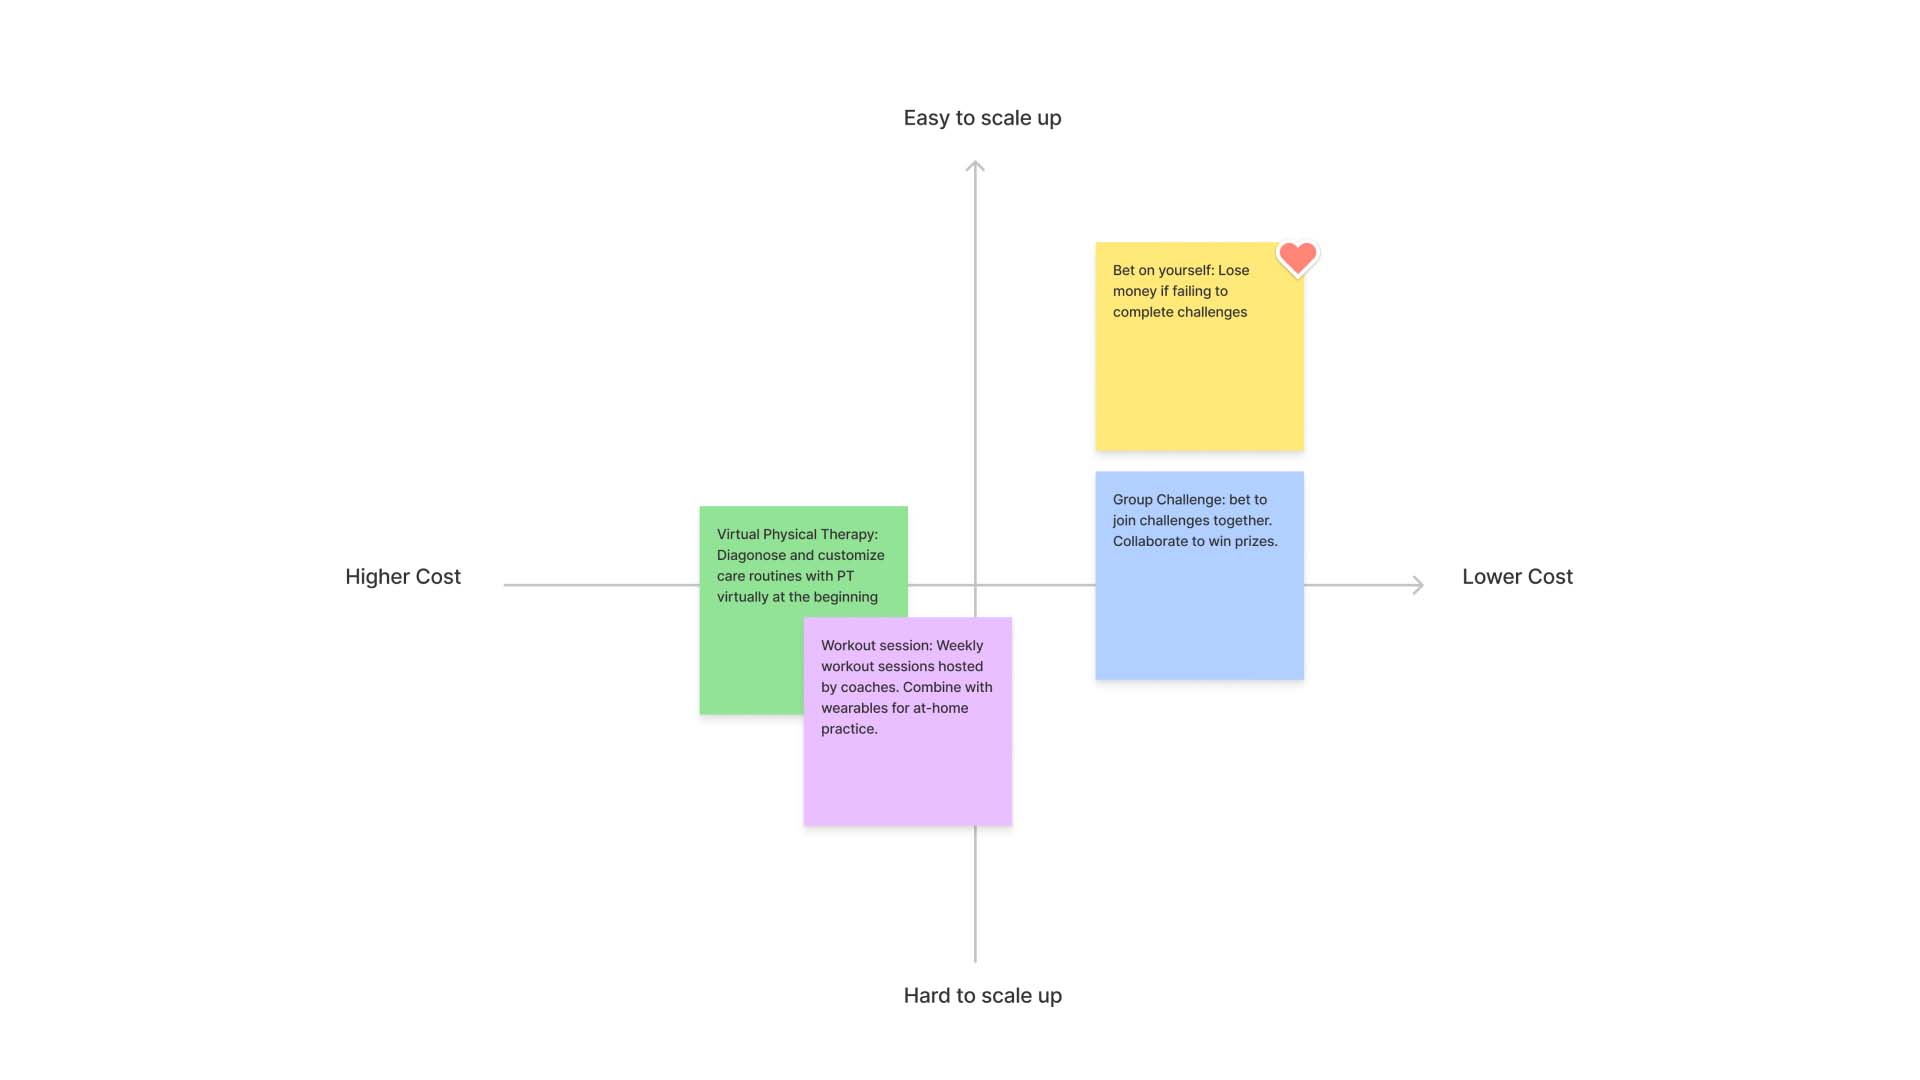 Easy to scale up
Bet on yourself: Lose
money if failing to
complete challenges
Group Challenge: bet to
join challenges together.
Collaborate to win prizes.
Virtual Physical Therapy:
Diagonose and customize
care routines with PT
virtually at the beginning
Higher Cost
Lower Cost
Workout session: Weekly
workout sessions hosted
by coaches. Combine with
wearables for at-home
practice.
Hard to scale up